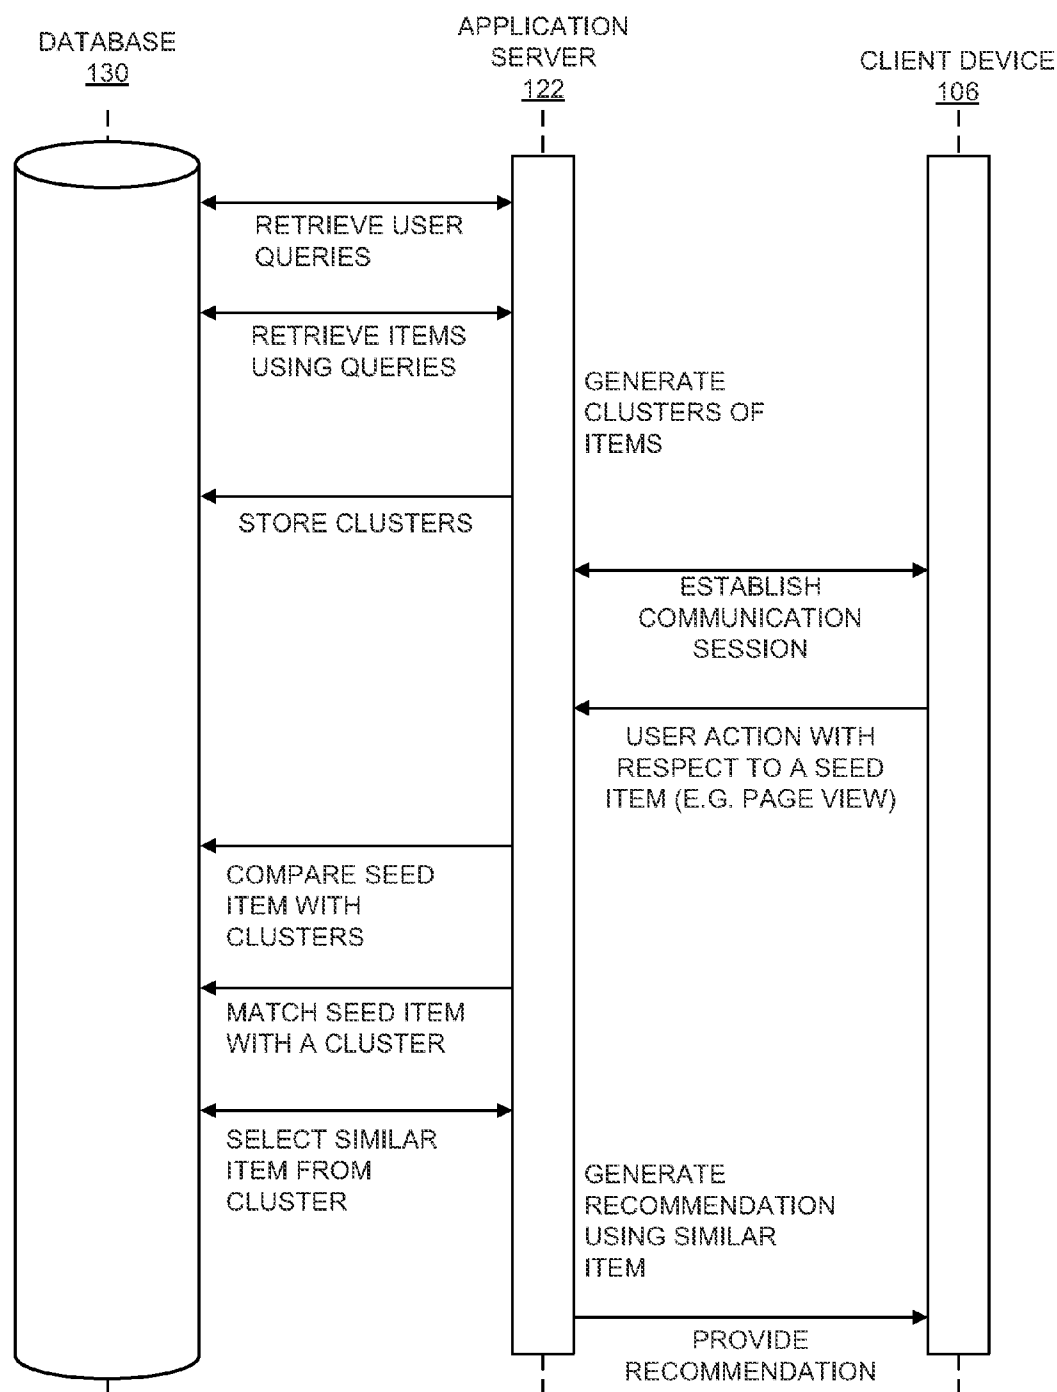 DATABASE
130
APPLICATION
SERVER
122
CLIENT DEVICE
106
RETRIEVE USER
QUERIES
RETRIEVE ITEMS
USING QUERIES
GENERATE
CLUSTERS OF
ITEMS
STORE CLUSTERS
ESTABLISH
COMMUNICATION
SESSION
USER ACTION WITH
RESPECT TO A SEED
ITEM (E.G. PAGE VIEW)
COMPARE SEED
ITEM WITH
CLUSTERS
MATCH SEED ITEM
WITH A CLUSTER
SELECT SIMILAR
ITEM FROM
CLUSTER
GENERATE
RECOMMENDATION
USING SIMILAR
ITEM
PROVIDE
RECOMMENDATION